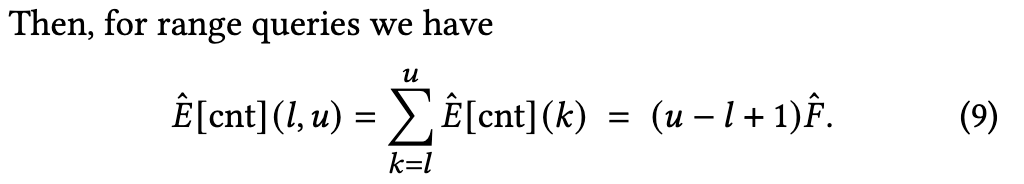 Then, for range queries we have
Ê[cnt](l, u) = ∑_{k=l}^{u} Ê[cnt](k) = (u − l + 1)F̂. (9)